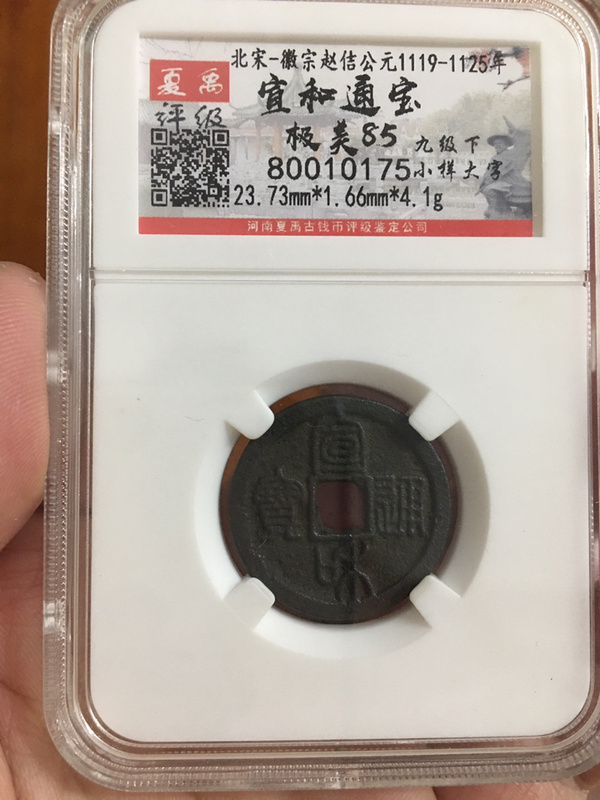 北宋-徽宗赵佶公元1119-1125年
夏禹
评级
宣和通宝
极美85
九级下
80010175
小样大字
23.73mm*1.66mm*4.1g
河南夏禹古钱币评级鉴定公司
宣和通寶